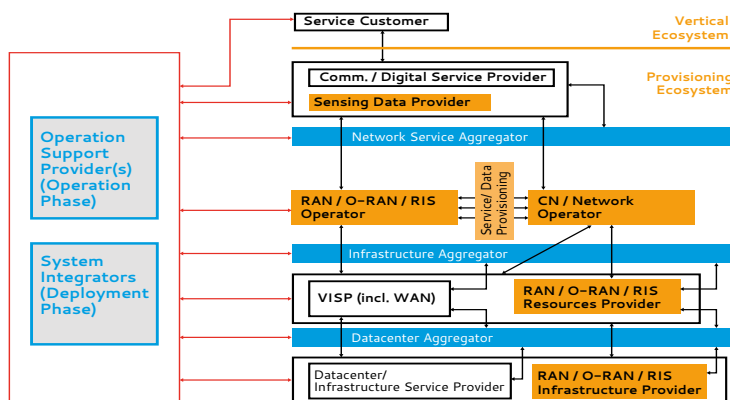 Service Customer
Vertical
Ecosystem
Comm. / Digital Service Provider
Sensing Data Provider
Provisioning
Ecosystem
Network Service Aggregator
Operation
Support
Provider(s)
(Operation
Phase)
RAN / O-RAN / RIS
Operator
Service/ Data
Provisioning
CN / Network
Operator
Infrastructure Aggregator
System
Integrators
(Deployment
Phase)
VISP (incl. WAN)
RAN / O-RAN / RIS
Resources Provider
Datacenter Aggregator
Datacenter/
Infrastructure Service Provider
RAN / O-RAN / RIS
Infrastructure Provider